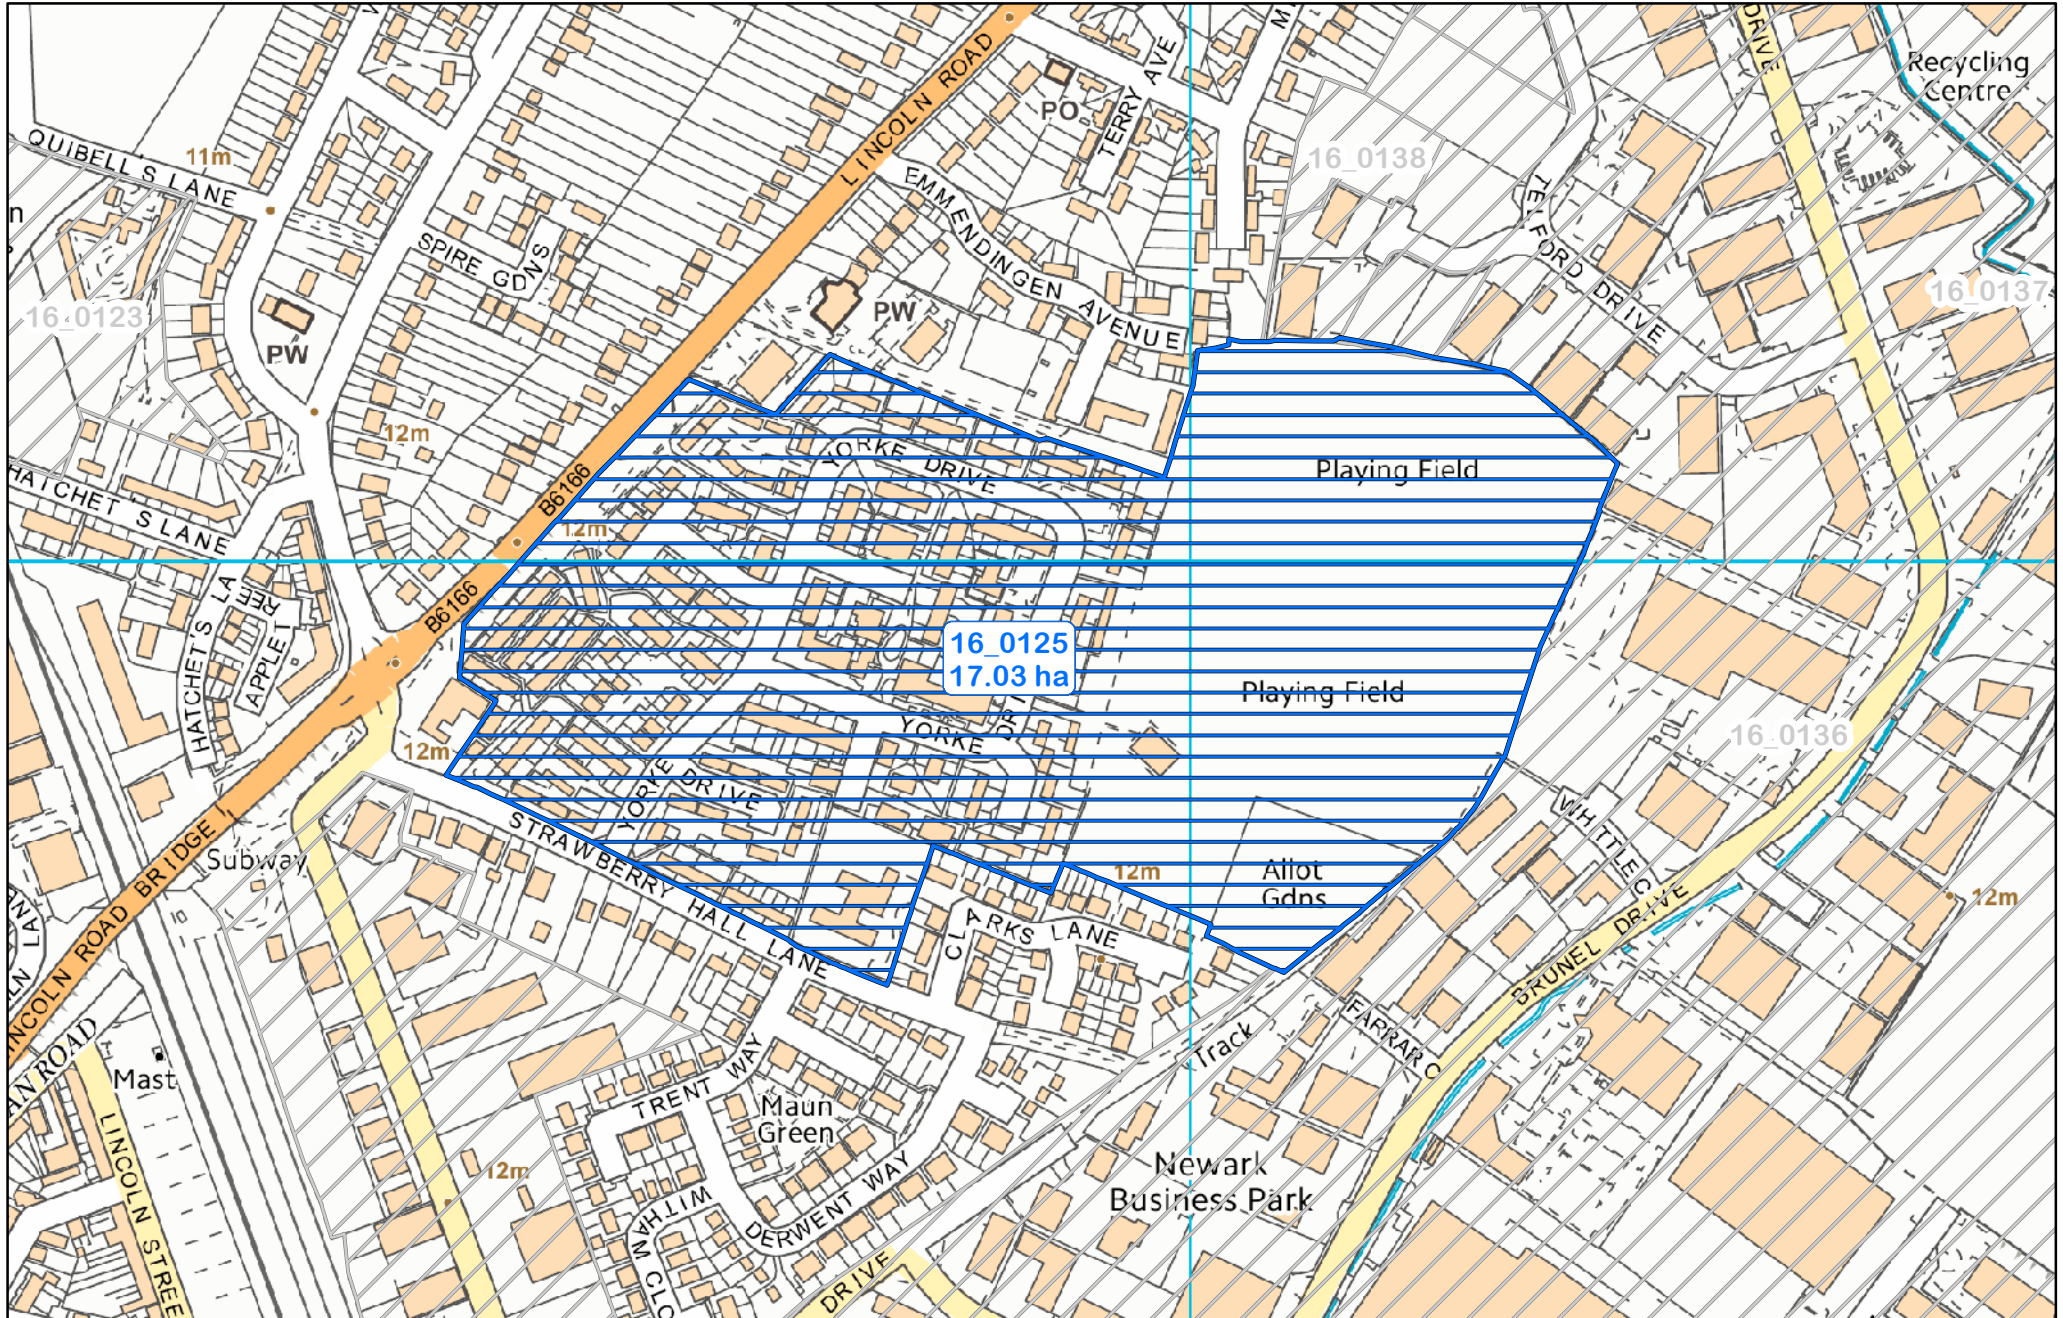 LINCOLN ROAD
TERRY AVE
DRIVE
Recycling
Centre
PO
QUIBELL'S LANE
11m
16_0138
EMMENDINGEN AVENUE
TELFORD DRIVE
SPIRE GDNS
n
16_0123
PW
PW
16_0137
12m
YORKE DRIVE
Playing Field
HATCHET'S LANE
B6166
12m
B6166
HATCHET'S LA
APPLET
16_0125
17.03 ha
Playing Field
YORKE
16_0136
12m
YORKE DRIVE
STRAWBERRY HALL LANE
WHITTLE C
Subway
12m
Allot
Gdns
CLARKS LANE
12m
LINCOLN ROAD BRIDGE
BRUNEL DRIVE
FARRAR C
Track
Mast
TRENT WAY
Maun
Green
LINCOLN STREE
12m
DERWENT WAY
WITHAM CLO
Newark
Business Park
DRIVE